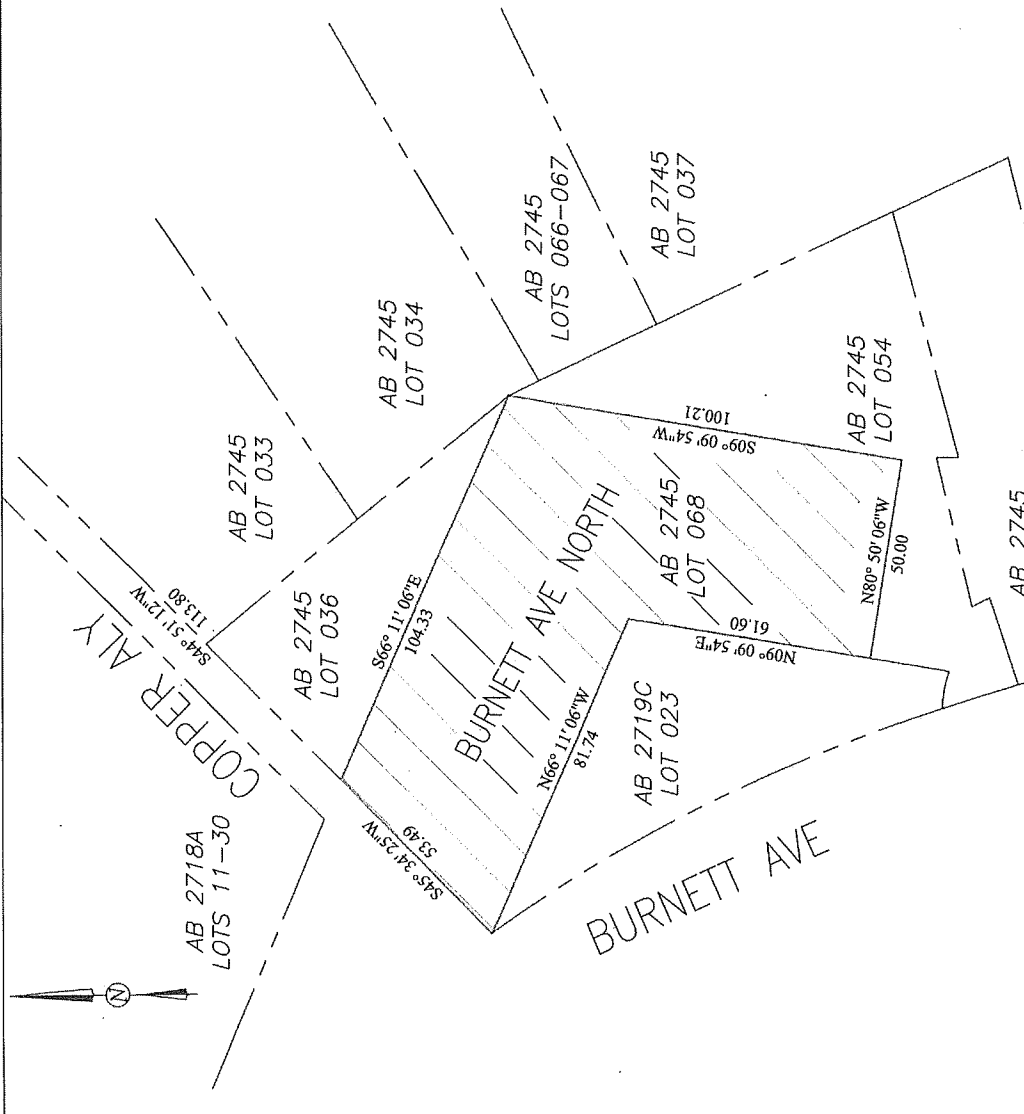 COPPER ALY
S44° 51' 12"W
113.80
AB 2718A
LOTS 11-30
N
AB 2745
LOT 033
AB 2745
LOT 034
AB 2745
LOTS 066-067
AB 2745
LOT 037
AB 2745
LOT 036
S66° 11' 06"E
104.33
S45° 34' 25"W
53.49
BURNETT AVE NORTH
AB 2745
LOT 068
S09° 09' 54"W
100.21
N66° 11' 06"W
81.74
N09° 09' 54"E
61.60
N80° 50' 06"W
50.00
AB 2719C
LOT 023
AB 2745
LOT 054
BURNETT AVE
AB 2745